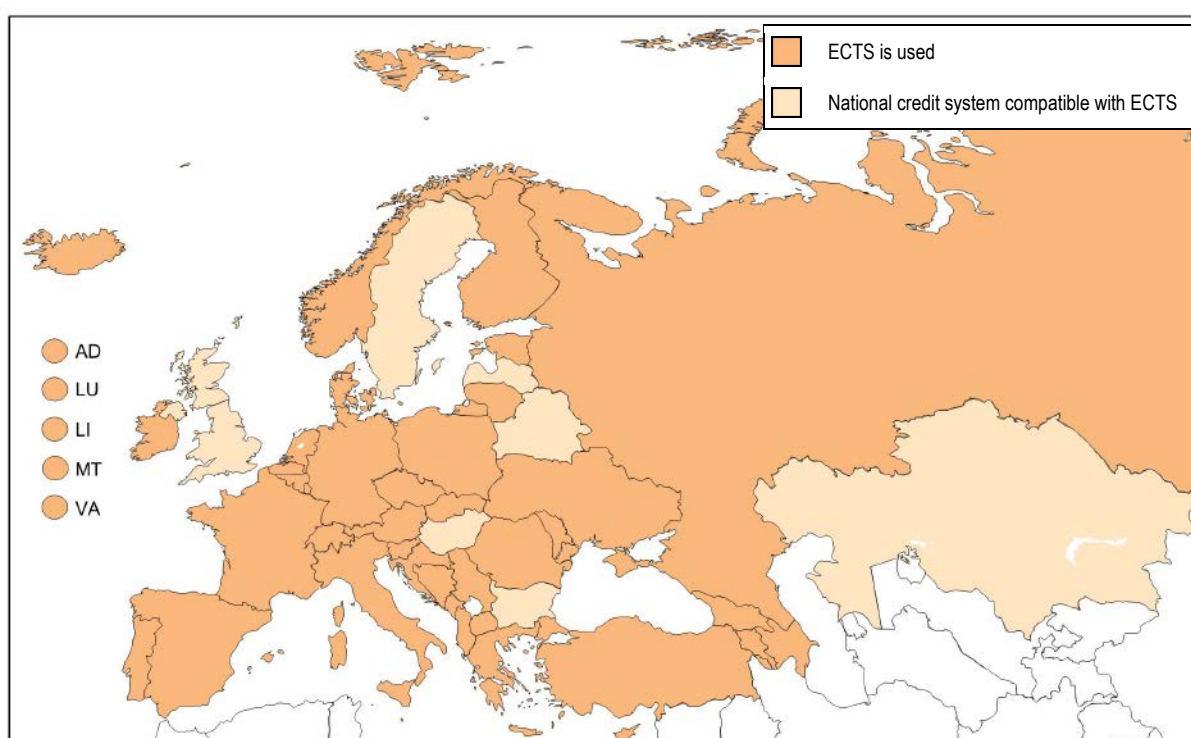 ECTS is used
National credit system compatible with ECTS
AD
LU
LI
MT
VA